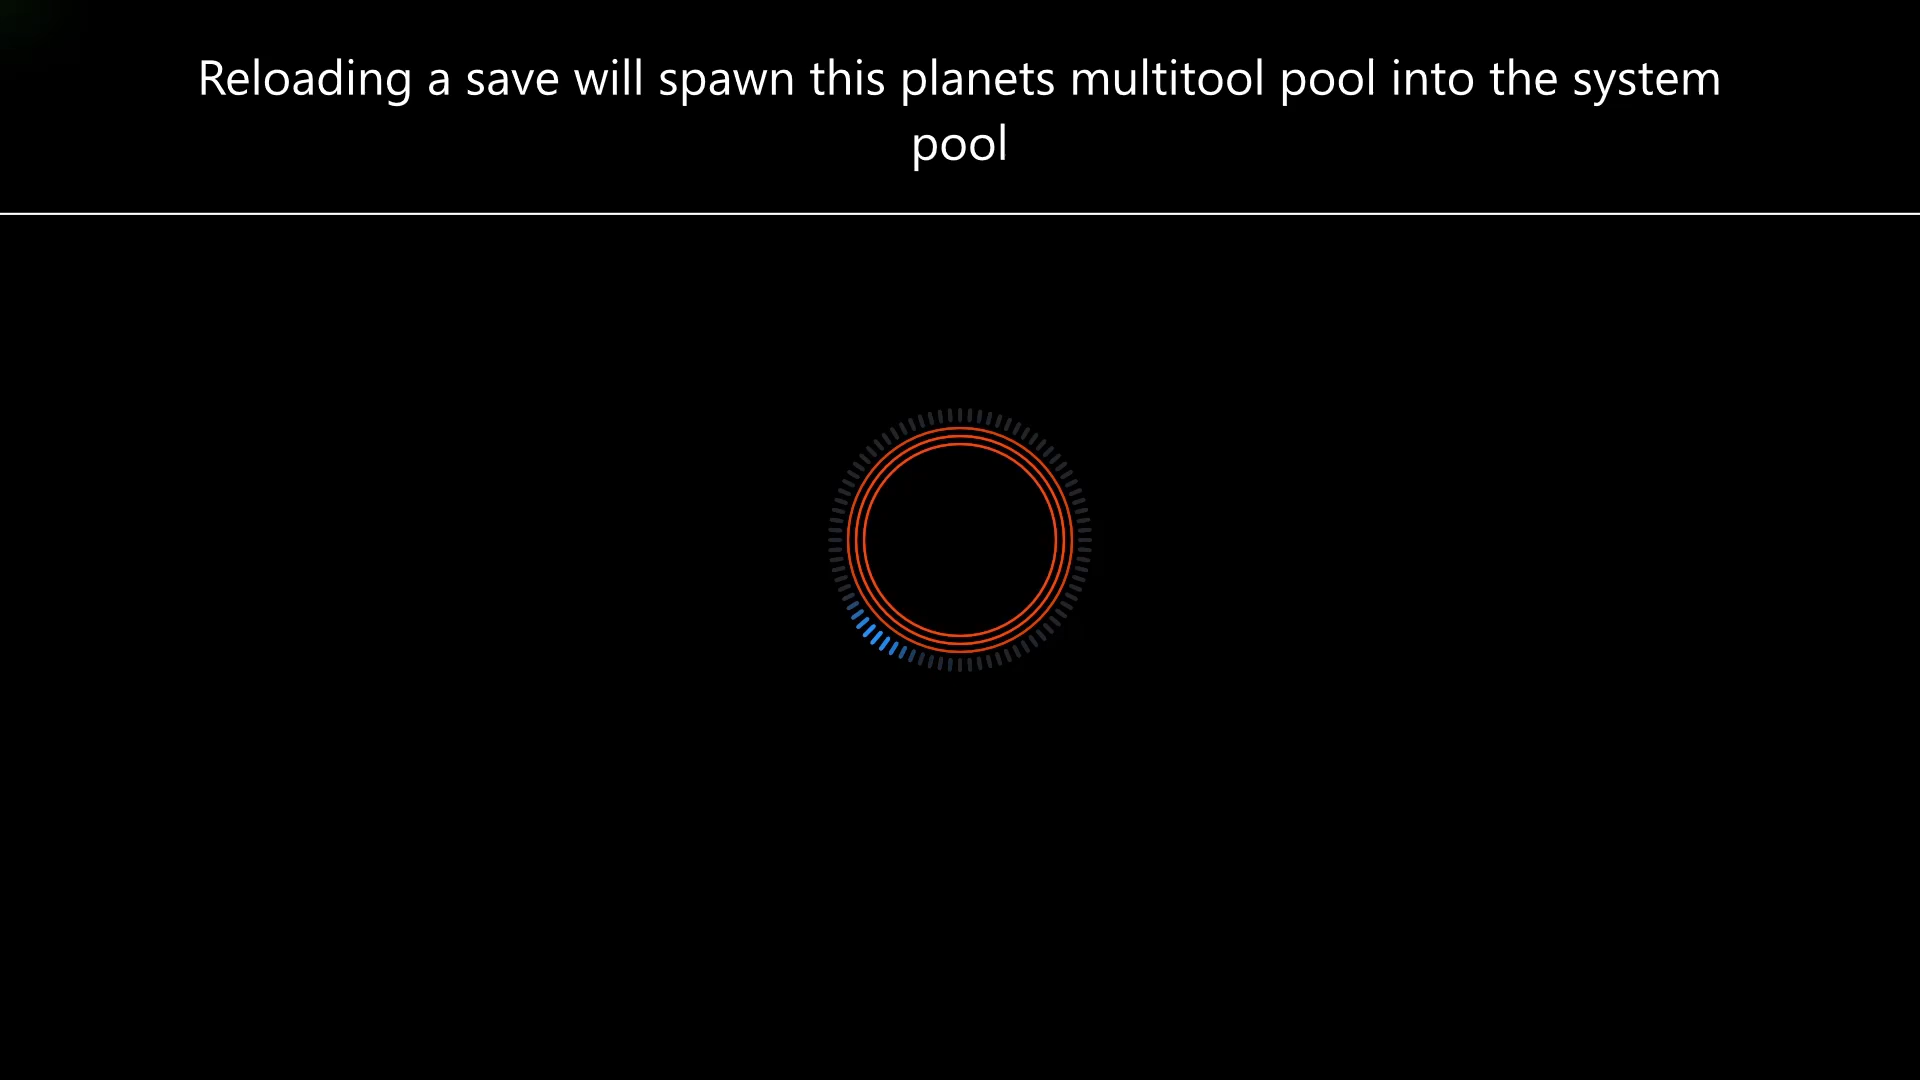 Reloading a save will spawn this planets multitool pool into the system
pool